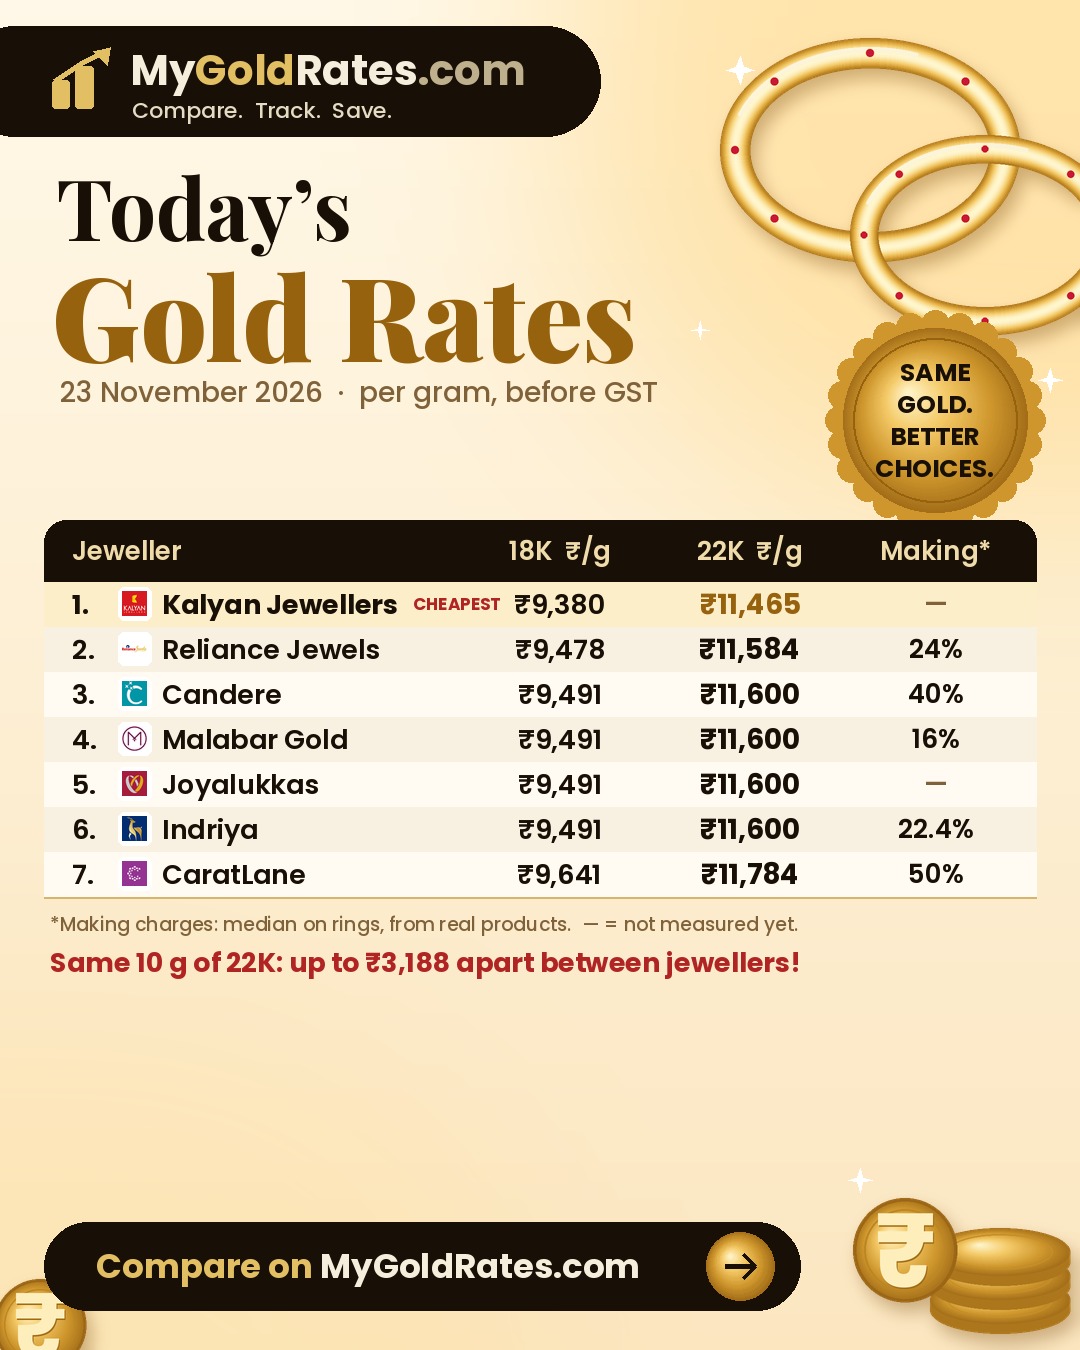 MyGoldRates.com
Compare. Track. Save.
Today's
Gold Rates
23 November 2026 · per gram, before GST
SAME
GOLD.
BETTER
CHOICES.
Jeweller 18K ₹/g 22K ₹/g Making*
1. KALYAN Kalyan Jewellers CHEAPEST ₹9,380 ₹11,465 —
2. Reliance Jewels ₹9,478 ₹11,584 24%
3. Candere ₹9,491 ₹11,600 40%
4. Malabar Gold ₹9,491 ₹11,600 16%
5. Joyalukkas ₹9,491 ₹11,600 —
6. Indriya ₹9,491 ₹11,600 22.4%
7. CaratLane ₹9,641 ₹11,784 50%
*Making charges: median on rings, from real products. — = not measured yet.
Same 10 g of 22K: up to ₹3,188 apart between jewellers!
Compare on MyGoldRates.com
₹
₹